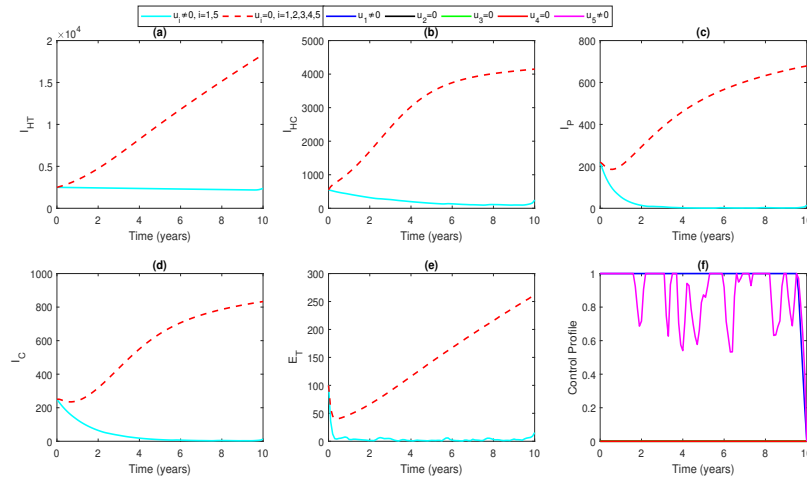 u_i≠0, i=1,5 u_i=0, i=1,2,3,4,5 u_1≠0 u_2=0 u_3=0 u_4=0 u_5≠0
(a) (b) (c)
×10^4
2
1.5
1
0.5
0
I_HT
0 2 4 6 8 10
Time (years)
5000
4000
3000
2000
1000
0
I_HC
0 2 4 6 8 10
Time (years)
800
600
400
200
0
I_P
0 2 4 6 8 10
Time (years)
(d) (e) (f)
1000
800
600
400
200
0
I_C
0 2 4 6 8 10
Time (years)
300
250
200
150
100
50
0
E_T
0 2 4 6 8 10
Time (years)
1
0.8
0.6
0.4
0.2
0
Control Profile
0 2 4 6 8 10
Time (years)